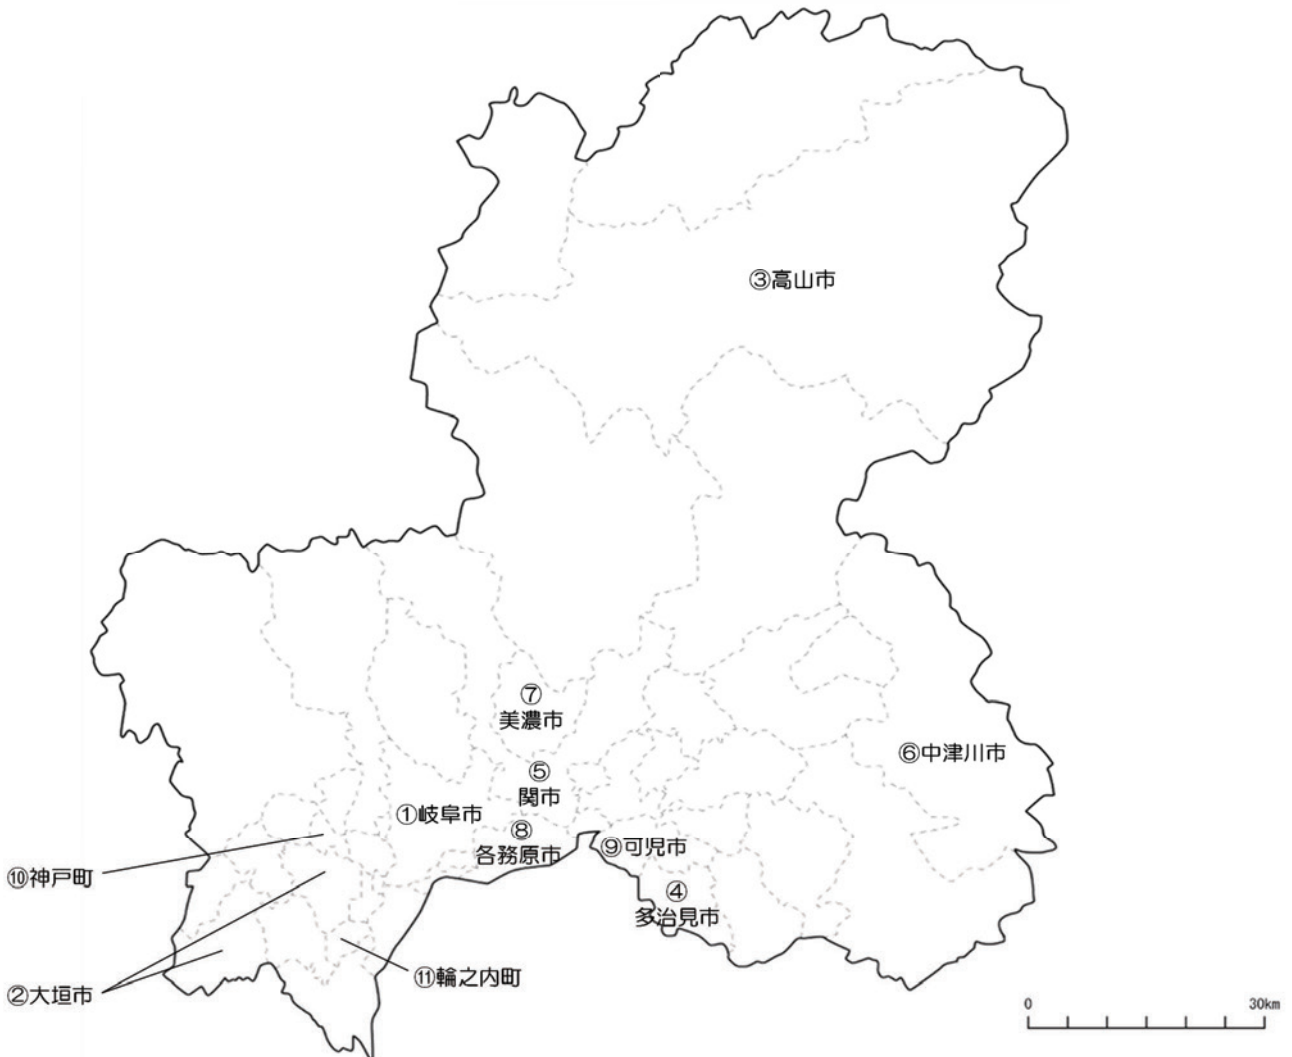 ③高山市
⑦
美濃市
⑥中津川市
⑤
関市
①岐阜市
⑧
各務原市
⑨可児市
⑩神戸町
④
多治見市
⑪輪之内町
②大垣市
0 30km